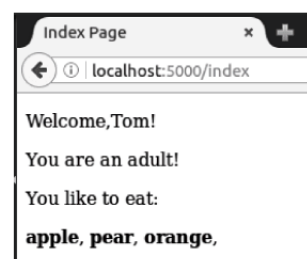 Index Page
localhost:5000/index
Welcome,Tom!
You are an adult!
You like to eat:
apple, pear, orange,